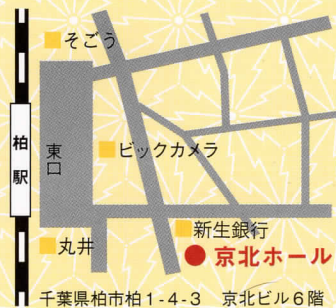 そごう
柏駅
東口
ビックカメラ
新生銀行
丸井
京北ホール
千葉県柏市柏1-4-3 京北ビル6階